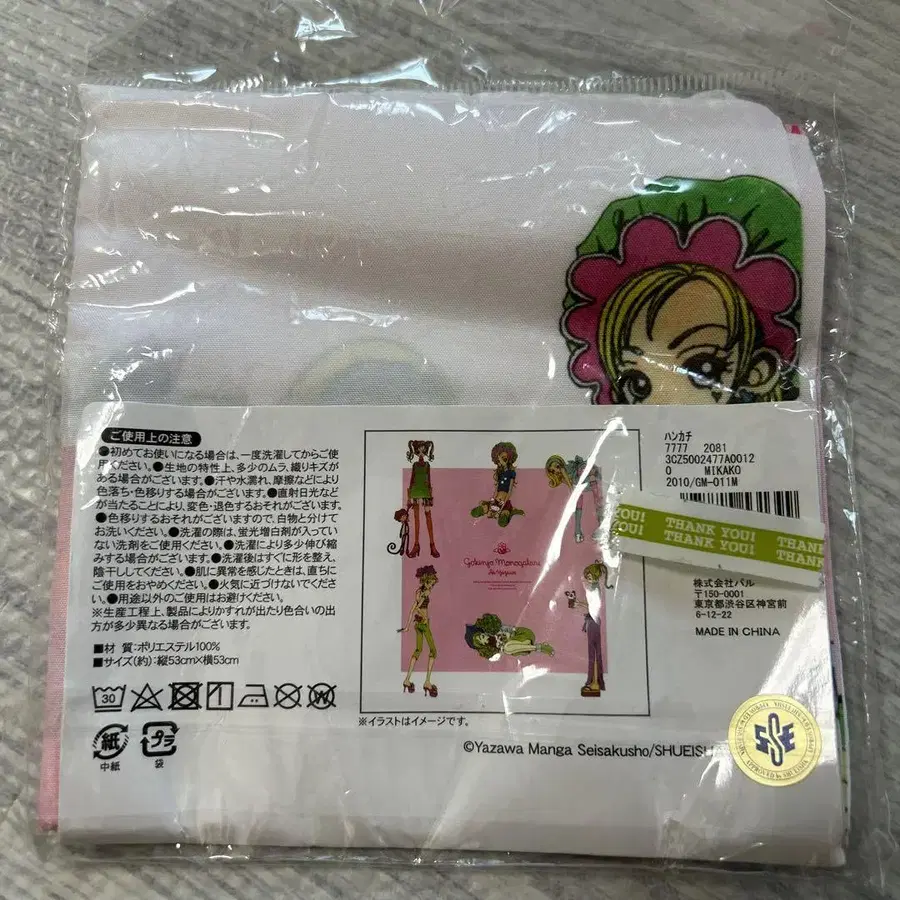 ご使用上の注意
●初めてお使いになる場合は、一度洗濯してからご使
用ください。●生地の特性上、多少のムラ、織りキズが
ある場合がございます。●汗や水濡れ、摩擦などにより
色落ち・色移りする場合がございます。●直射日光など
が当たることにより、変色・退色するおそれがございます。
●色移りするおそれがございますので、白物と分けて
お洗いください。●洗濯の際は、蛍光増白剤が入ってい
ない洗剤をご使用ください。●洗濯により多少伸び縮
みする場合がございます。●洗濯後はすぐに形を整え、
陰干ししてください。●肌に異常を感じたときは、直ちに
ご使用をおやめください。●火気に近づけないでくださ
い。●用途以外のご使用はお避けください。
※生産工程上、製品によりかすれが出たり色合いの出
方が多少異なる場合がございます。
■材 質:ポリエステル100%
■サイズ(約):縦53cm×横53cm
30
紙
中紙
プラ
袋
Gokinjo Monogatari
Ai Yazawa
※イラストはイメージです。
©Yazawa Manga Seisakusho/SHUEISHA
ハンカチ
7777 2081
3CZ5002477A0012
0 MIKAKO
2010/GM-011M
YOU! THANK YOU! THANK
YOU! THANK YOU! THANK
株式会社パル
〒150-0001
東京都渋谷区神宮前
6-12-22
MADE IN CHINA
SSE